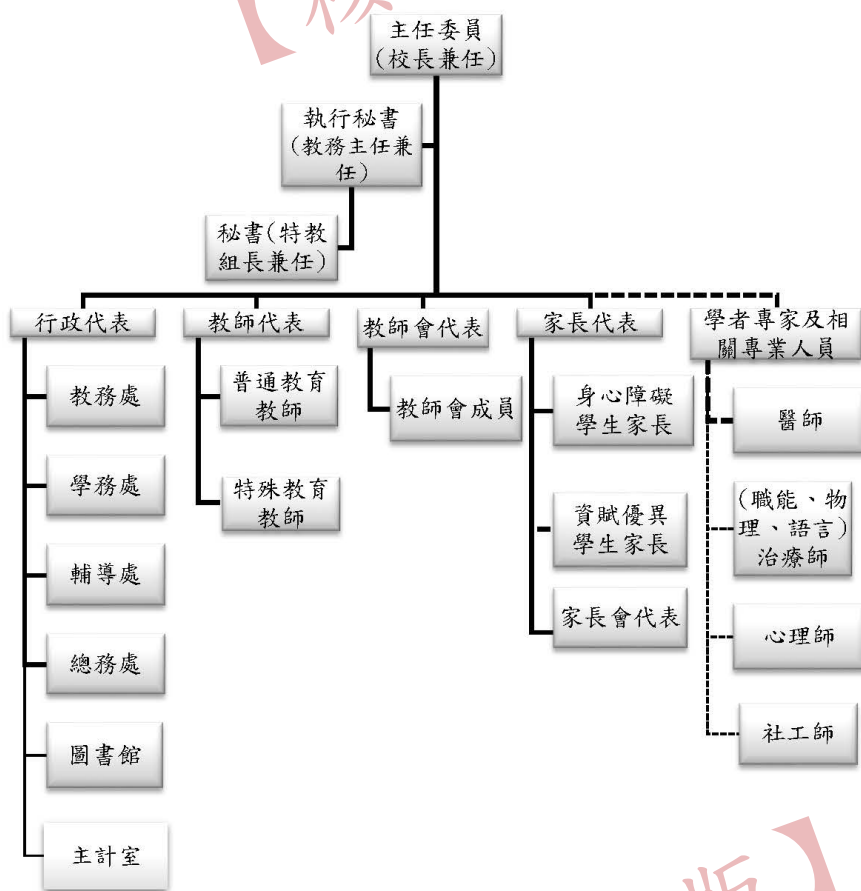 主任委員
(校長兼任)
執行秘書
(教務主任兼
任)
秘書(特教
組長兼任)
行政代表
教務處
學務處
輔導處
總務處
圖書館
主計室
教師代表
普通教育
教師
特殊教育
教師
教師會代表
教師會成員
家長代表
身心障礙
學生家長
資賦優異
學生家長
家長會代表
學者專家及相
關專業人員
醫師
(職能、物
理、語言)
治療師
心理師
社工師